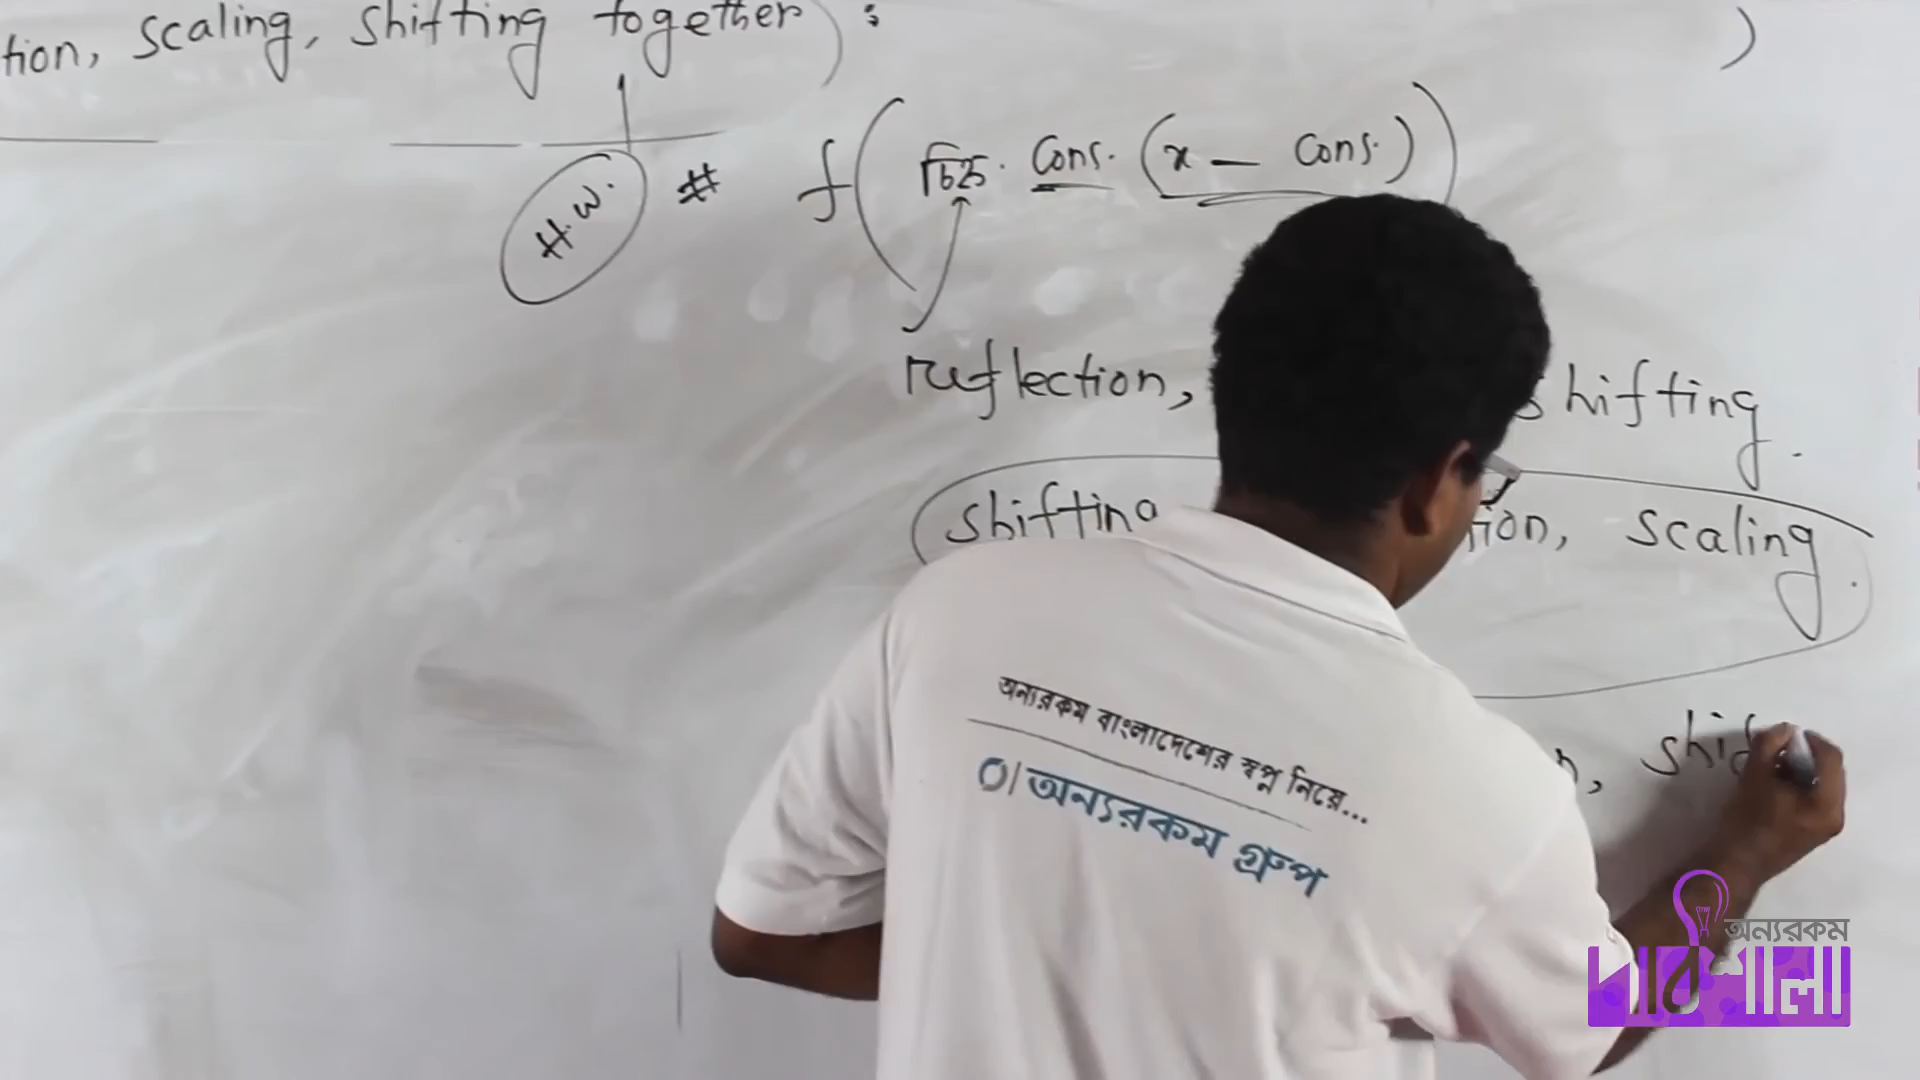 tion, scaling, shifting together) : )
H.W. # f(চিহ্ন. Cons. (x — Cons.))
reflection, shifting.
shifting tion, scaling.
n, shif
অন্যরকম বাংলাদেশের স্বপ্ন নিয়ে...
অন্যরকম গ্রুপ
অন্যরকম
পাঠশালা